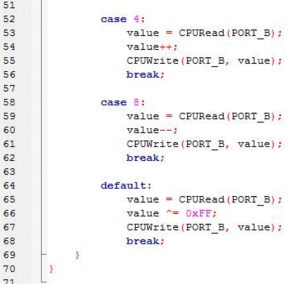 51
52 case 4:
53 value = CPURead(PORT_B);
54 value++;
55 CPUWrite(PORT_B, value);
56 break;
57
58 case 8:
59 value = CPURead(PORT_B);
60 value--;
61 CPUWrite(PORT_B, value);
62 break;
63
64 default:
65 value = CPURead(PORT_B);
66 value ^= 0xFF;
67 CPUWrite(PORT_B, value);
68 break;
69 }
70 }
71